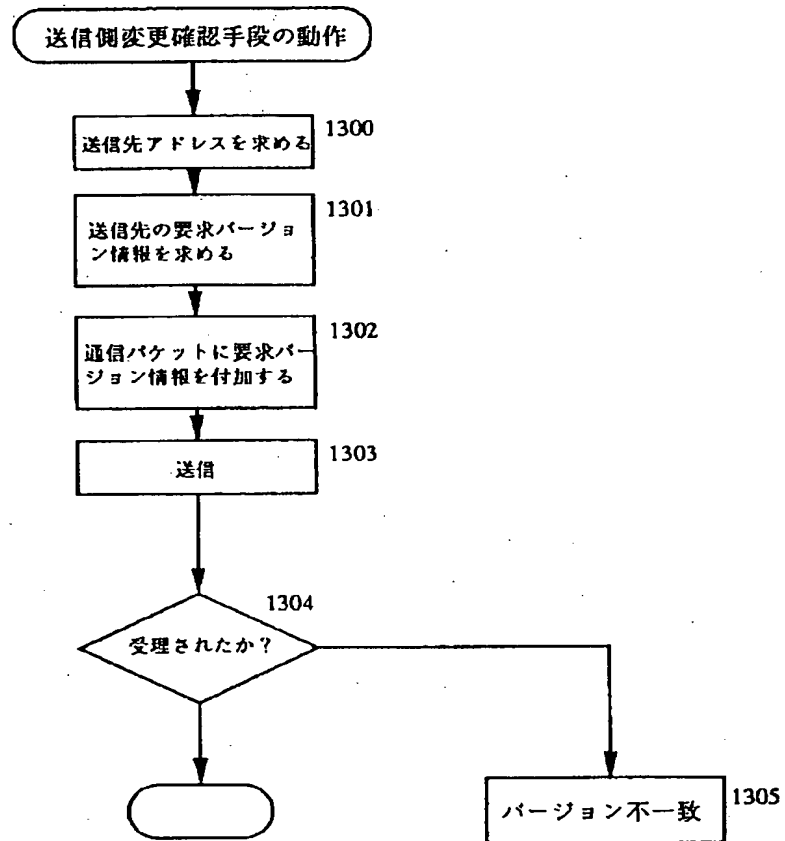 送信側変更確認手段の動作
送信先アドレスを求める
1300
送信先の要求バージョ
ン情報を求める
1301
通信パケットに要求バー
ジョン情報を付加する
1302
送信
1303
受理されたか?
1304
バージョン不一致
1305